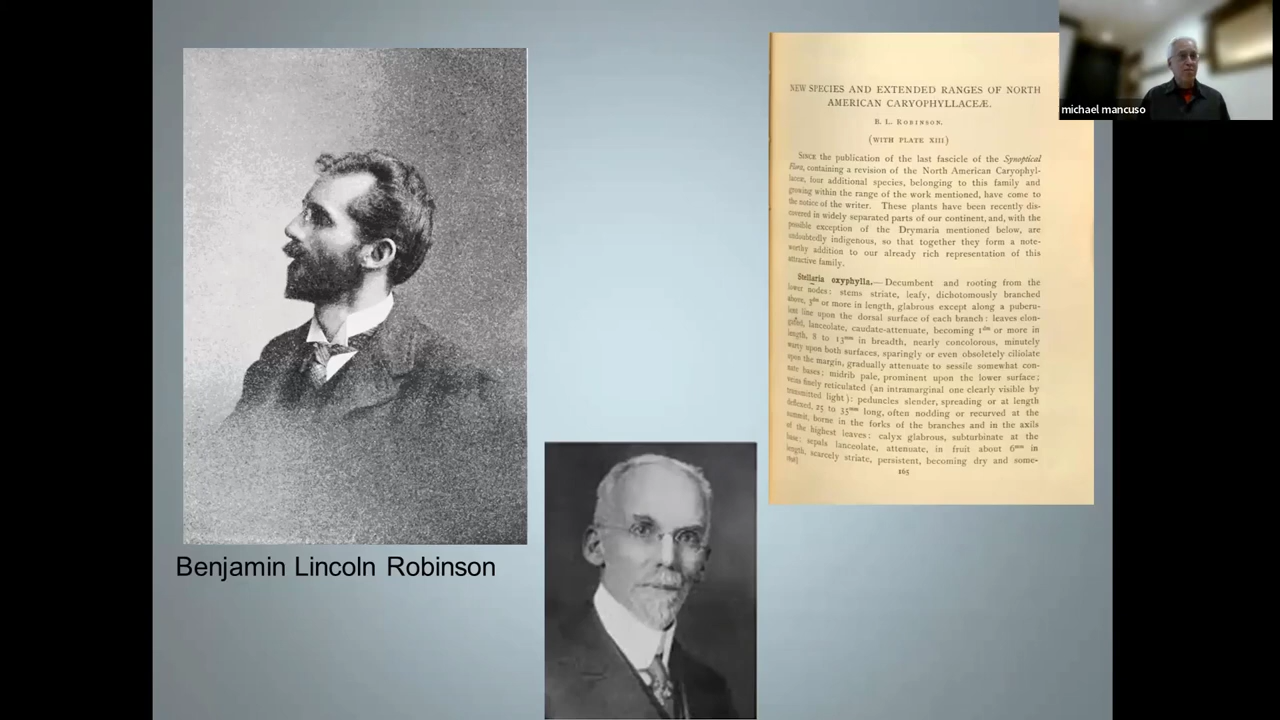 NEW SPECIES AND EXTENDED RANGES OF NORTH
AMERICAN CARYOPHYLLACEÆ.
B. L. ROBINSON.
(WITH PLATE XIII)
SINCE the publication of the last fascicle of the Synoptical
Flora, containing a revision of the North American Caryophyl-
laceæ, four additional species, belonging to this family and
growing within the range of the work mentioned, have come to
the notice of the writer. These plants have been recently dis-
covered in widely separated parts of our continent, and, with the
possible exception of the Drymaria mentioned below, are
undoubtedly indigenous, so that together they form a note-
worthy addition to our already rich representation of this
attractive family.
Stellaria oxyphylla.—Decumbent and rooting from the
lower nodes: stems striate, leafy, dichotomously branched
above, 3dm or more in length, glabrous except along a puberu-
lent line upon the dorsal surface of each branch: leaves elon-
gated, lanceolate, caudate-attenuate, becoming 1dm or more in
length, 8 to 13mm in breadth, nearly concolorous, minutely
warty upon both surfaces, sparingly or even obsoletely ciliolate
upon the margin, gradually attenuate to sessile somewhat con-
nate bases; midrib pale, prominent upon the lower surface;
veins finely reticulated (an intramarginal one clearly visible by
transmitted light): peduncles slender, spreading or at length
deflexed, 25 to 35mm long, often nodding or recurved at the
summit, borne in the forks of the branches and in the axils
of the highest leaves: calyx glabrous, subturbinate at the
base; sepals lanceolate, attenuate, in fruit about 6mm in
length, scarcely striate, persistent, becoming dry and some-
165
michael mancuso
Benjamin Lincoln Robinson